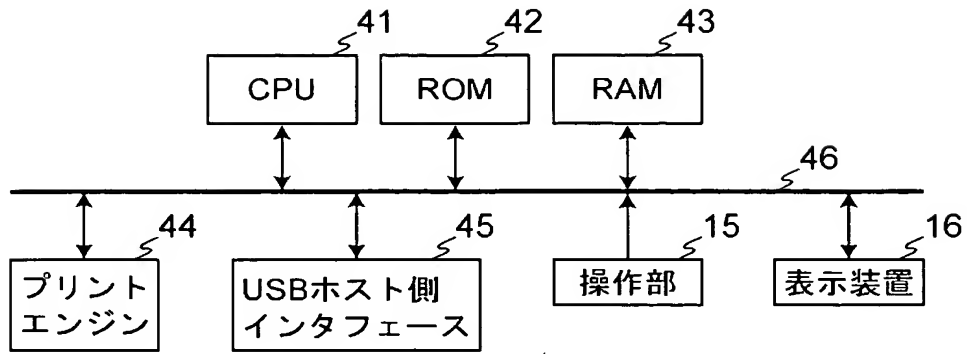 41
42
43
CPU
ROM
RAM
46
44
45
15
16
プリント
エンジン
USBホスト側
インタフェース
操作部
表示装置